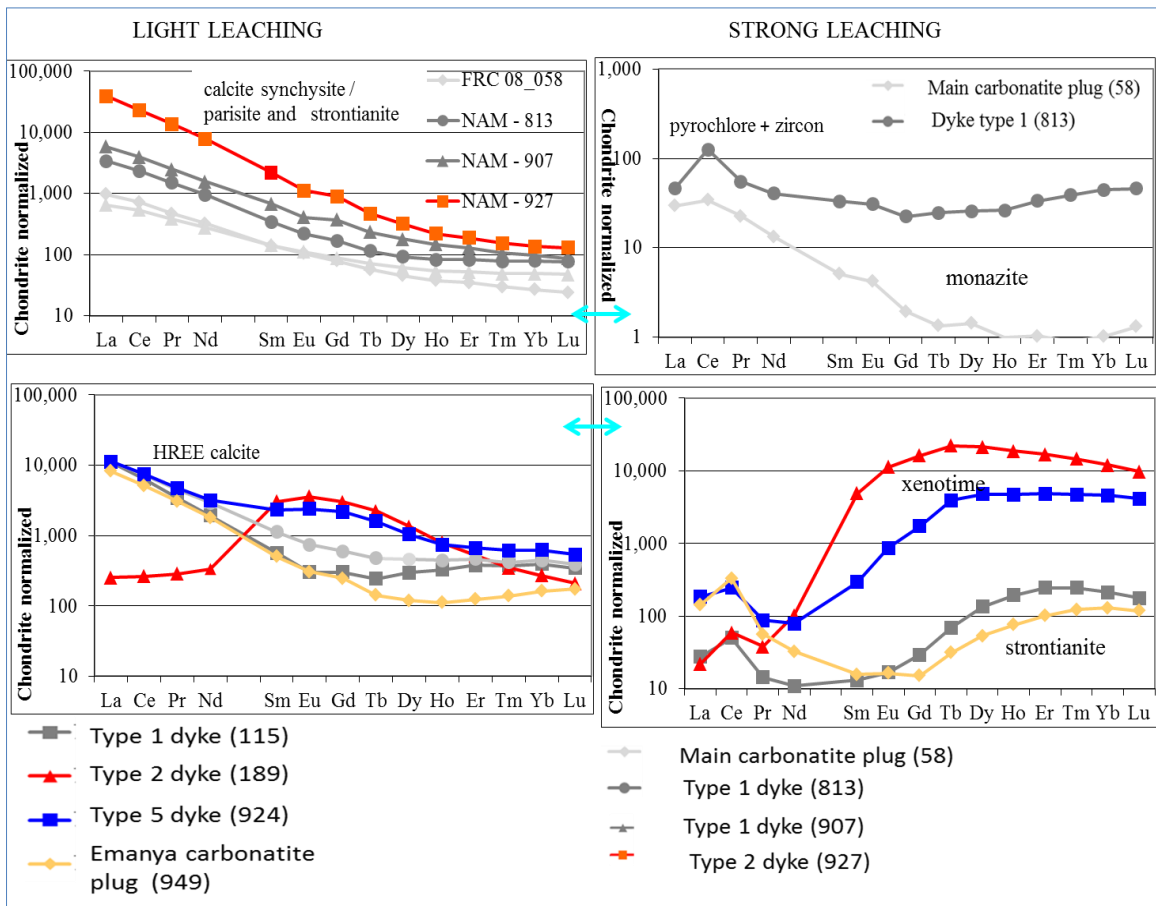 LIGHT LEACHING
STRONG LEACHING
Chondrite normalized
100,000
10,000
1,000
100
10
calcite synchysite /
parisite and strontianite
FRC 08_058
NAM - 813
NAM - 907
NAM - 927
La Ce Pr Nd Sm Eu Gd Tb Dy Ho Er Tm Yb Lu
Chondrite normalized
1,000
100
10
1
Main carbonatite plug (58)
Dyke type 1 (813)
pyrochlore + zircon
monazite
La Ce Pr Nd Sm Eu Gd Tb Dy Ho Er Tm Yb Lu
Chondrite normalized
100,000
10,000
1,000
100
10
HREE calcite
La Ce Pr Nd Sm Eu Gd Tb Dy Ho Er Tm Yb Lu
Chondrite normalized
100,000
10,000
1,000
100
10
xenotime
strontianite
La Ce Pr Nd Sm Eu Gd Tb Dy Ho Er Tm Yb Lu
Type 1 dyke (115)
Type 2 dyke (189)
Type 5 dyke (924)
Emanya carbonatite
plug (949)
Main carbonatite plug (58)
Type 1 dyke (813)
Type 1 dyke (907)
Type 2 dyke (927)